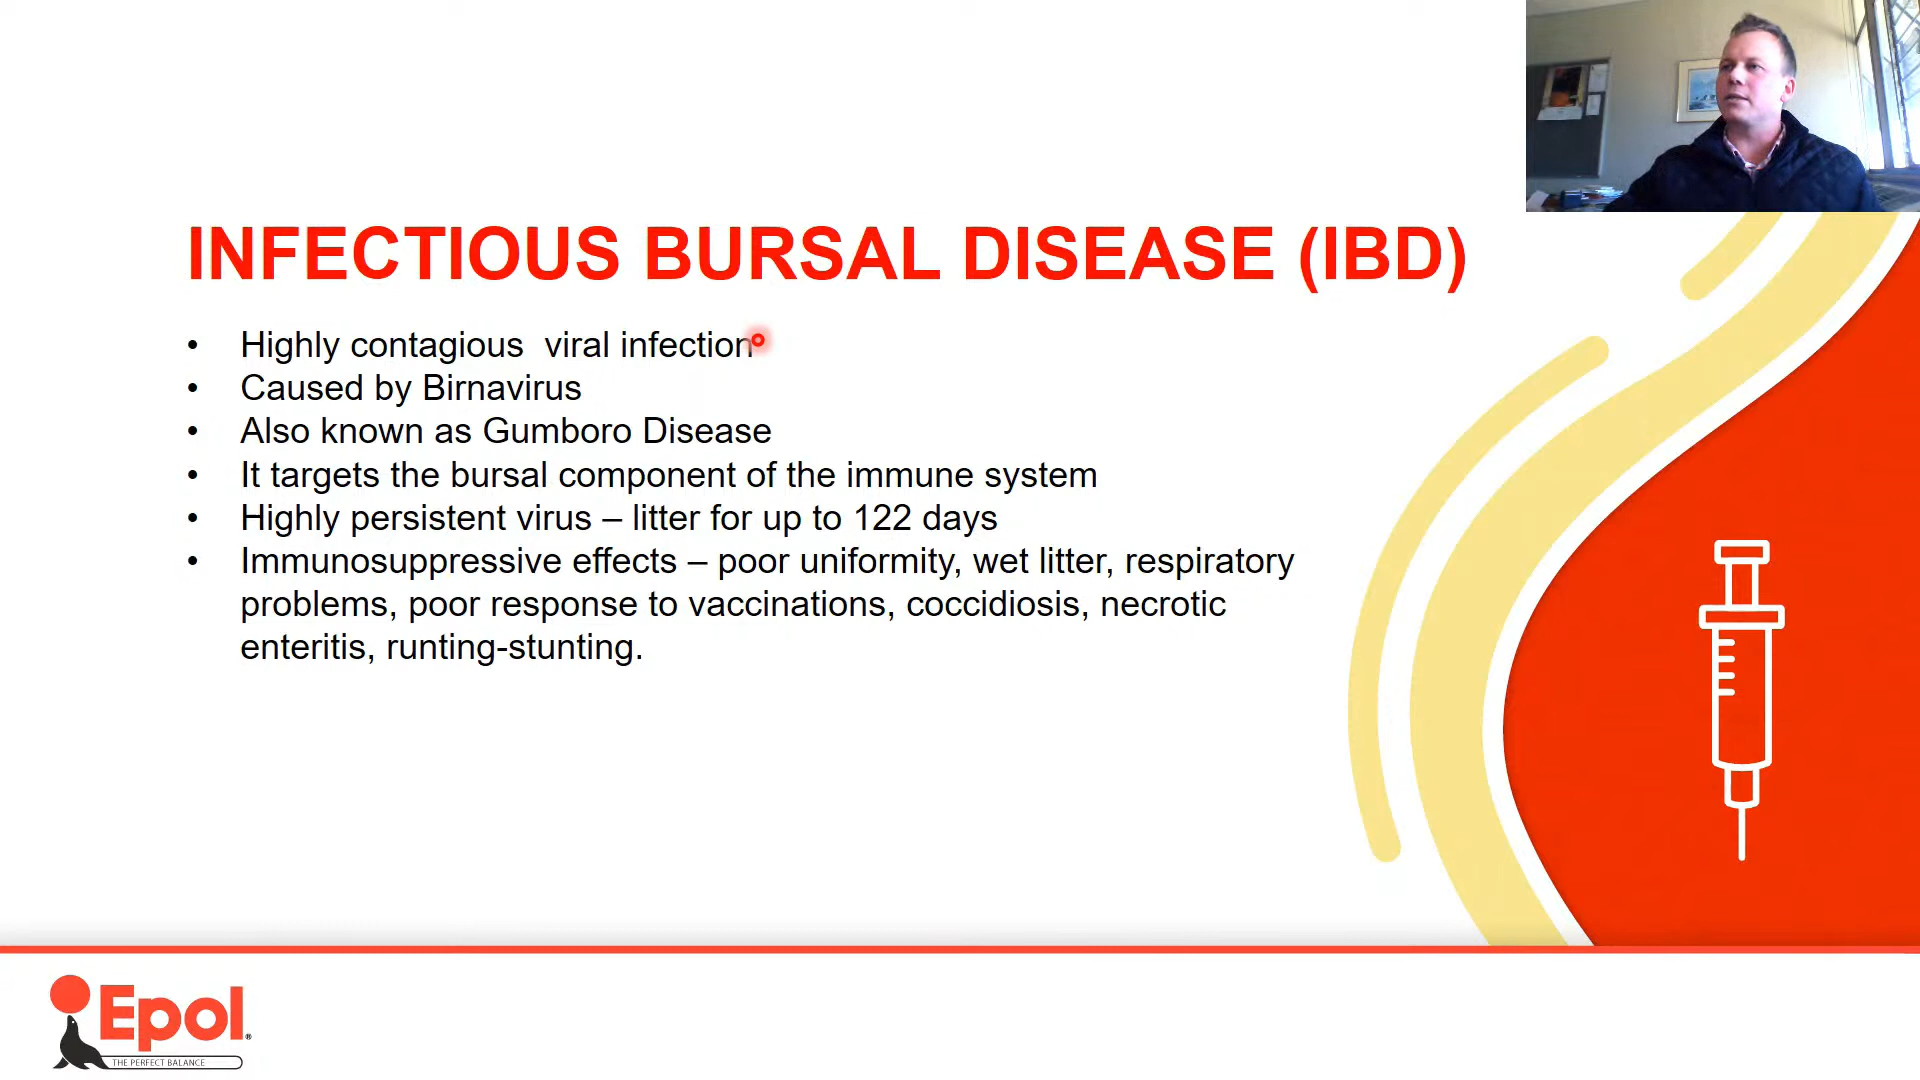 INFECTIOUS BURSAL DISEASE (IBD)
• Highly contagious  viral infection
• Caused by Birnavirus
• Also known as Gumboro Disease
• It targets the bursal component of the immune system
• Highly persistent virus – litter for up to 122 days
• Immunosuppressive effects – poor uniformity, wet litter, respiratory
problems, poor response to vaccinations, coccidiosis, necrotic
enteritis, runting-stunting.
Epol®
THE PERFECT BALANCE